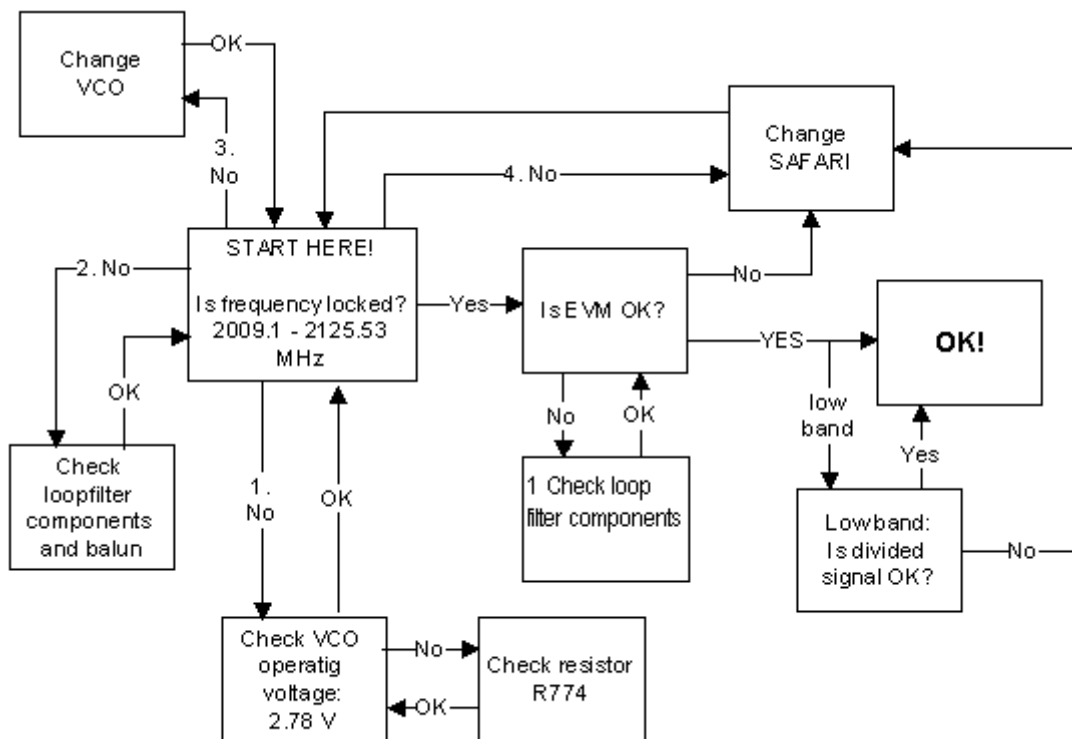 Change
VCO
OK
3.
No
Change
SAFARI
4. No
START HERE!
Is frequency locked?
2009.1 - 2125.53
MHz
2. No
OK
Check
loopfilter
components
and balun
1.
No
OK
Check VCO
operatig
voltage:
2.78 V
No
OK
Check resistor
R774
Yes
Is EVM OK?
No
No
OK
1 Check loop
filter components
YES
OK!
low
band
Yes
Lowband:
Is divided
signal OK?
No